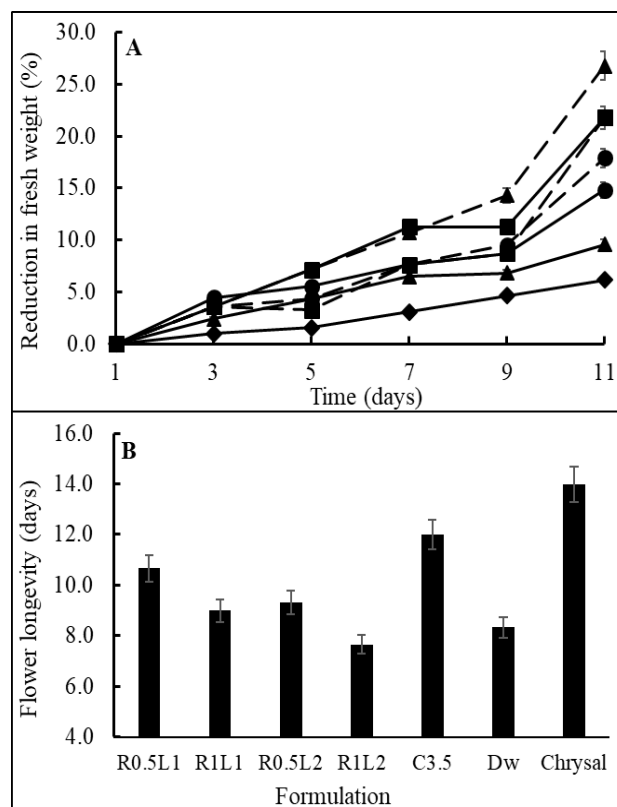 A
Reduction in fresh weight (%)
30.0
25.0
20.0
15.0
10.0
5.0
0.0
1 3 5 7 9 11
Time (days)
B
Flower longevity (days)
16.0
14.0
12.0
10.0
8.0
6.0
4.0
R0.5L1 R1L1 R0.5L2 R1L2 C3.5 Dw Chrysal
Formulation